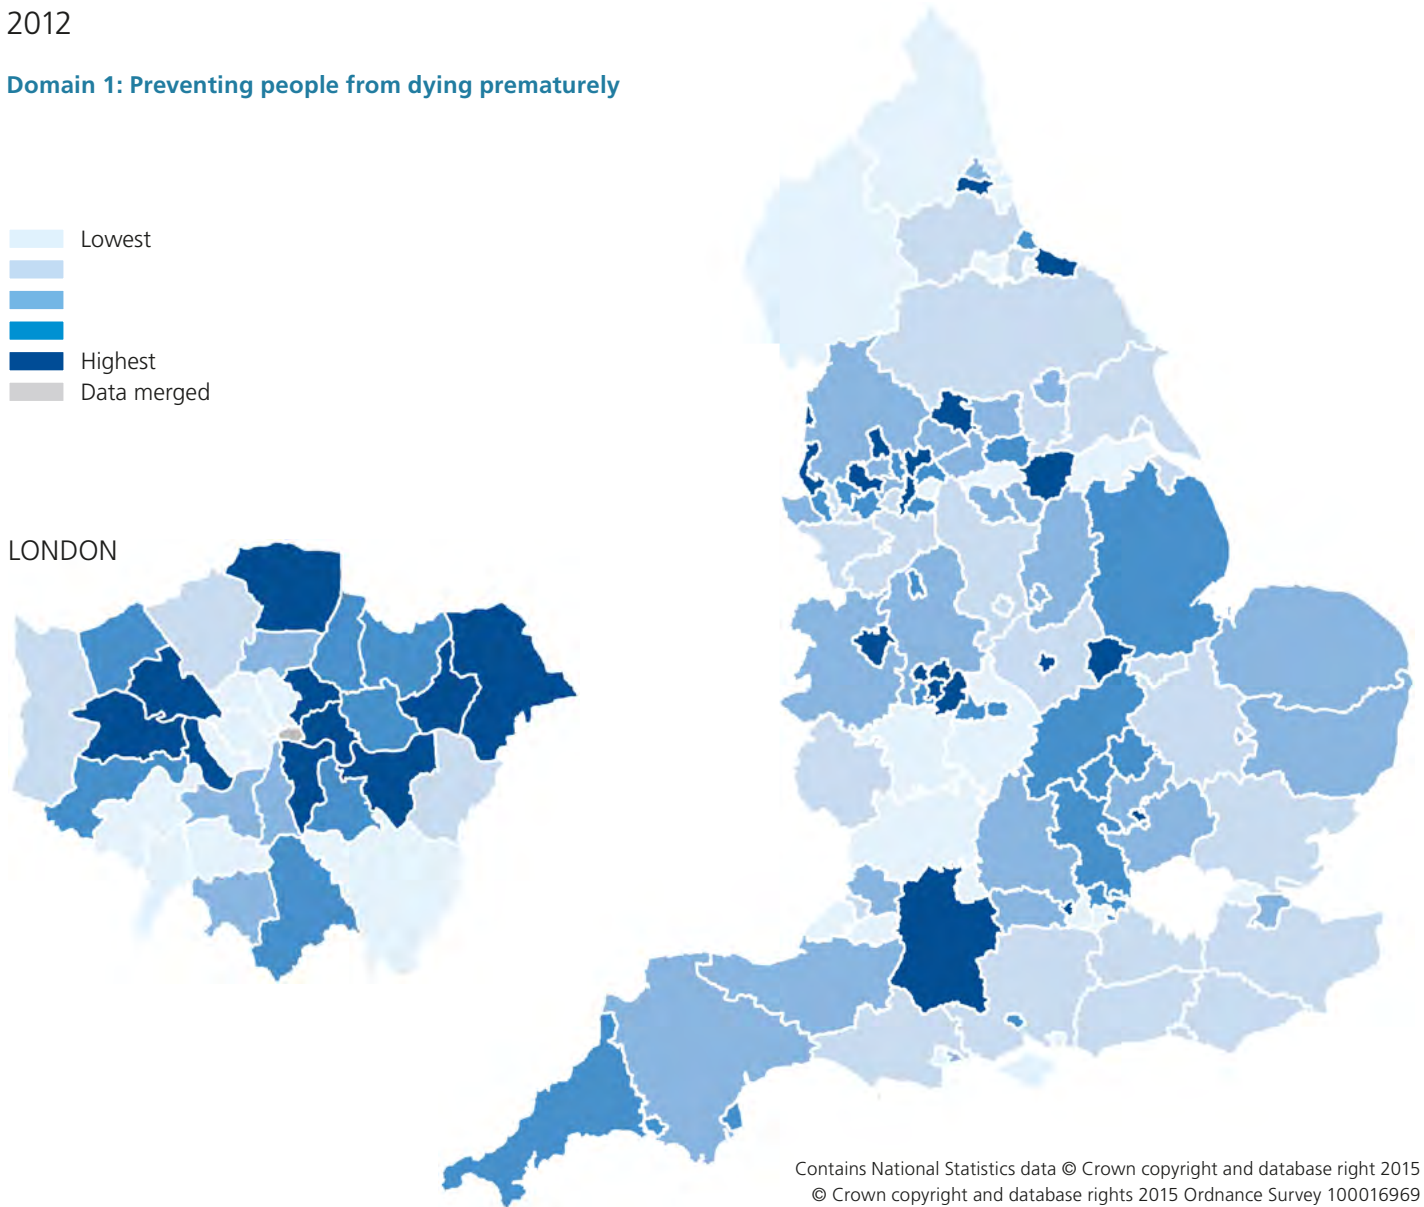 2012
Domain 1: Preventing people from dying prematurely
Lowest
Highest
Data merged
LONDON
Contains National Statistics data © Crown copyright and database right 2015
© Crown copyright and database rights 2015 Ordnance Survey 100016969